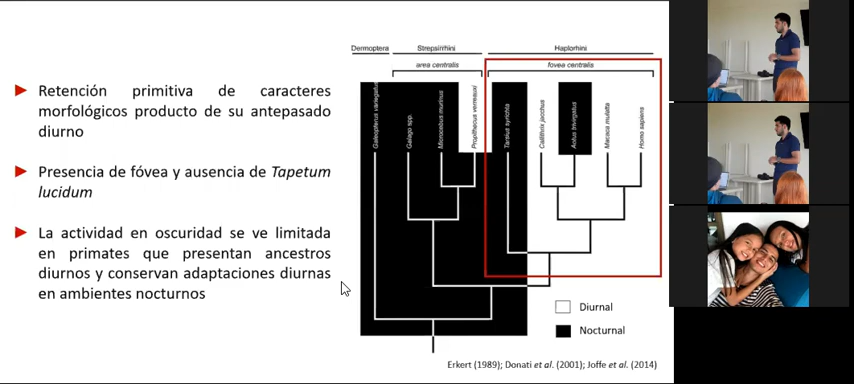 Retención primitiva de caracteres
morfológicos producto de su antepasado
diurno
Presencia de fóvea y ausencia de Tapetum
lucidum
La actividad en oscuridad se ve limitada
en primates que presentan ancestros
diurnos y conservan adaptaciones diurnas
en ambientes nocturnos
Dermoptera
Strepsirrhini
Haplorhini
area centralis
fovea centralis
Galeopterus variegatus
Galago spp.
Microcebus murinus
Propithecus verreauxi
Tarsius syrichta
Callithrix jacchus
Aotus trivirgatus
Macaca mulatta
Homo sapiens
Diurnal
Nocturnal
Erkert (1989); Donati et al. (2001); Joffe et al. (2014)